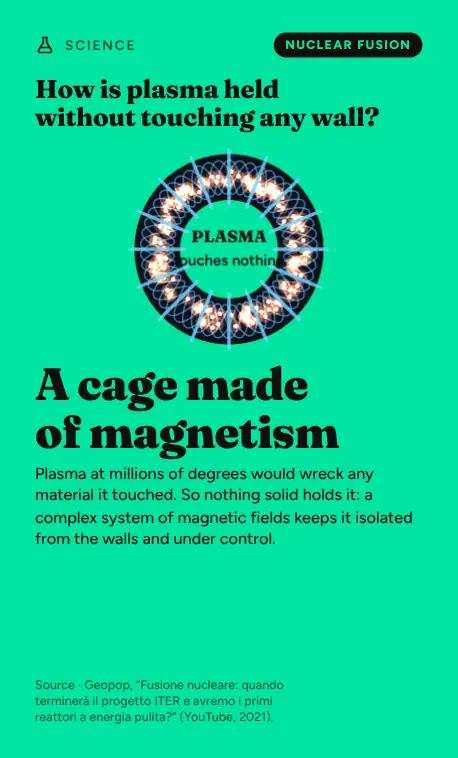 SCIENCE
NUCLEAR FUSION
How is plasma held
without touching any wall?
PLASMA
ouches nothin
A cage made
of magnetism
Plasma at millions of degrees would wreck any
material it touched. So nothing solid holds it: a
complex system of magnetic fields keeps it isolated
from the walls and under control.
Source · Geopop, “Fusione nucleare: quando
terminerà il progetto ITER e avremo i primi
reattori a energia pulita?” (YouTube, 2021).